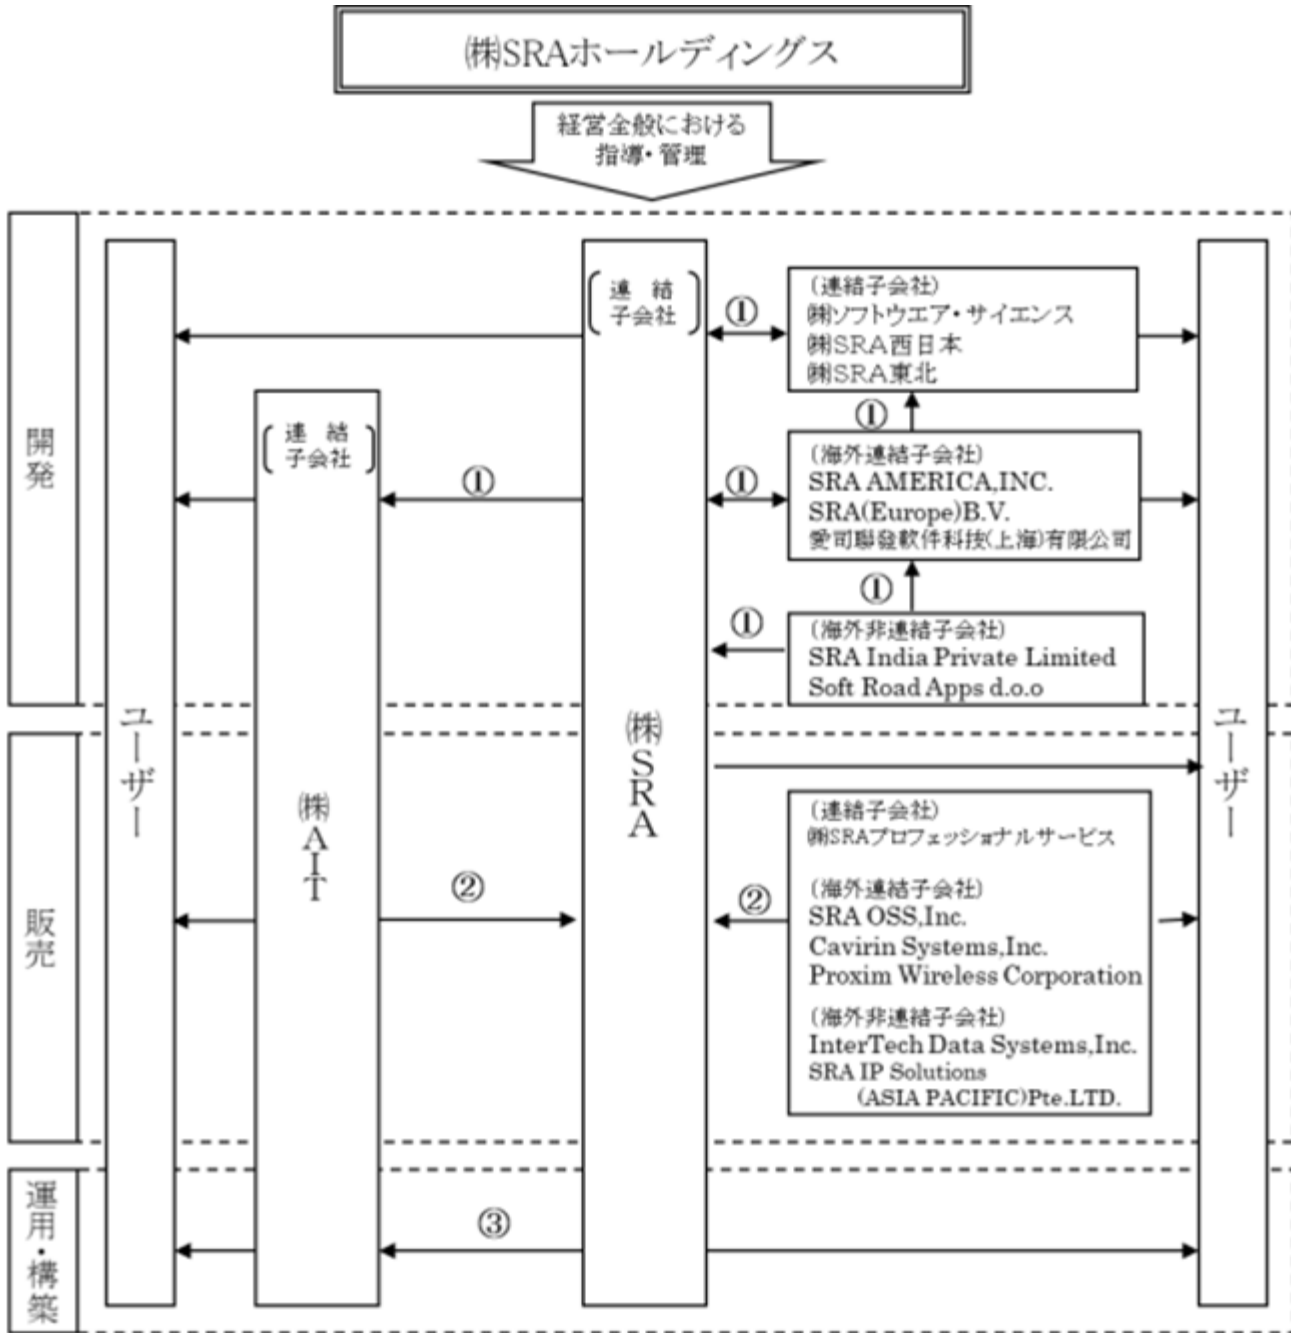 ㈱SRAホールディングス
経営全般における
指導・管理
開発
ユーザー
連結
子会社
㈱AIT
連結
子会社
㈱SRA
①
(連結子会社)
㈱ソフトウエア・サイエンス
㈱SRA西日本
㈱SRA東北
①
①
①
(海外連結子会社)
SRA AMERICA,INC.
SRA(Europe)B.V.
愛司聯發軟件科技(上海)有限公司
①
①
(海外非連結子会社)
SRA India Private Limited
Soft Road Apps d.o.o
ユーザー
販売
②
②
(連結子会社)
㈱SRAプロフェッショナルサービス
(海外連結子会社)
SRA OSS,Inc.
Cavirin Systems,Inc.
Proxim Wireless Corporation
(海外非連結子会社)
InterTech Data Systems,Inc.
SRA IP Solutions
(ASIA PACIFIC)Pte.LTD.
運用・構築
③